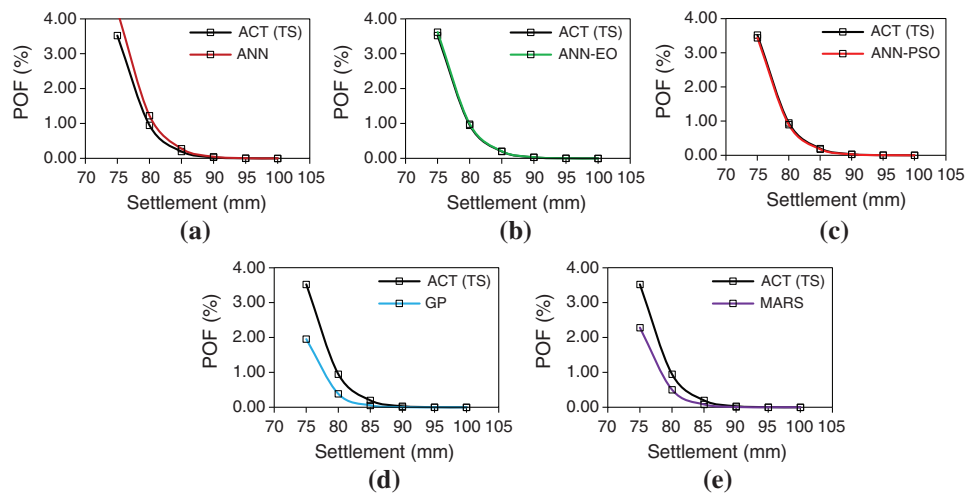 4.00
3.00
2.00
1.00
0.00
POF (%)
ACT (TS)
ANN
70 75 80 85 90 95 100 105
Settlement (mm)
(a)
4.00
3.00
2.00
1.00
0.00
POF (%)
ACT (TS)
ANN-EO
70 75 80 85 90 95 100 105
Settlement (mm)
(b)
4.00
3.00
2.00
1.00
0.00
POF (%)
ACT (TS)
ANN-PSO
70 75 80 85 90 95 100 105
Settlement (mm)
(c)
4.00
3.00
2.00
1.00
0.00
POF (%)
ACT (TS)
GP
70 75 80 85 90 95 100 105
Settlement (mm)
(d)
4.00
3.00
2.00
1.00
0.00
POF (%)
ACT (TS)
MARS
70 75 80 85 90 95 100 105
Settlement (mm)
(e)